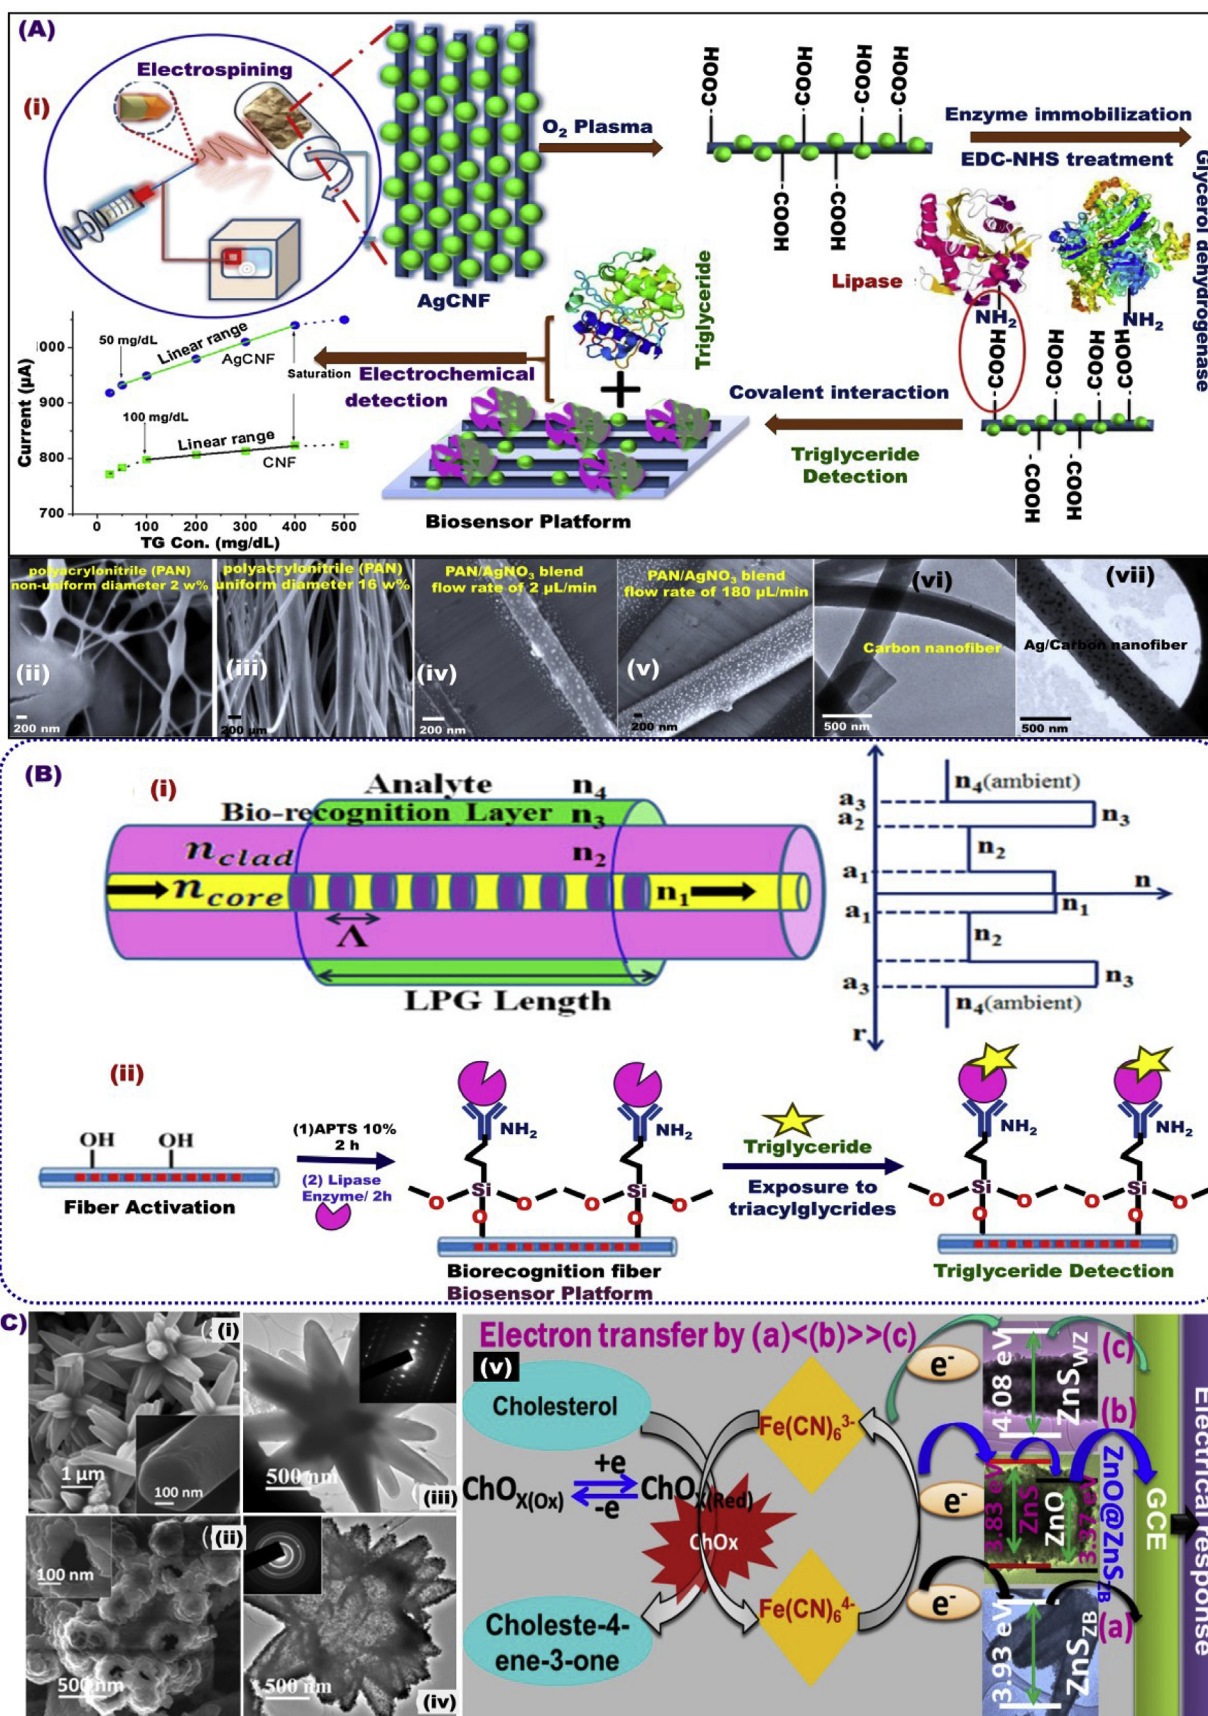 (A)
Electrospining
(i)
O2 Plasma
AgCNF
-COOH
-COOH
-COOH
-COOH
-COOH
-COOH
Enzyme immobilization
EDC-NHS treatment
Glycerol dehydrogenase
Lipase
NH2
NH2
-COOH
-COOH
-COOH
-COOH
-COOH
-COOH
Covalent interaction
Triglyceride
Detection
Triglyceride
+
Electrochemical
detection
Biosensor Platform
Current (µA)
1000
900
800
700
50 mg/dL
Linear range
AgCNF
Saturation
100 mg/dL
Linear range
CNF
0 100 200 300 400 500
TG Con. (mg/dL)
polyacrylonitrile (PAN)
non-uniform diameter 2 w%
(ii)
200 nm
polyacrylonitrile (PAN)
uniform diameter 16 w%
(iii)
200 µm
PAN/AgNO3 blend
flow rate of 2 µL/min
(iv)
200 nm
PAN/AgNO3 blend
flow rate of 180 µL/min
(v)
200 nm
(vi)
Carbon nanofiber
500 nm
(vii)
Ag/Carbon nanofiber
500 nm
(B)
(i)
Analyte n4
Bio-recognition Layer n3
nclad n2
ncore n1
Λ
LPG Length
a3
a2
a1
a1
a3
r
n
n4(ambient)
n3
n2
n1
n2
n3
n4(ambient)
(ii)
OH OH
Fiber Activation
(1)APTS 10%
2 h
(2) Lipase
Enzyme/ 2h
NH2 NH2
Si Si
O O O O
O O
Biorecognition fiber
Biosensor Platform
Triglyceride
Exposure to
triacylglycrides
NH2 NH2
Si Si
O O O O
O O
Triglyceride Detection
C)
(i)
1 µm
100 nm
500 nm
(iii)
(ii)
100 nm
500 nm
500 nm
(iv)
Electron transfer by (a)<(b)>>(c)
(v)
Cholesterol
ChOX(Ox) +e -e ChOX(Red)
ChOx
Choleste-4-
ene-3-one
Fe(CN)6 3-
Fe(CN)6 4-
e-
e-
e-
4.08 eV
ZnSWZ
(c)
(b)
3.83 eV
ZnS
ZnO
3.37 eV
ZnO@ZnSZB
3.93 eV
ZnSZB
(a)
GCE
Electrical response